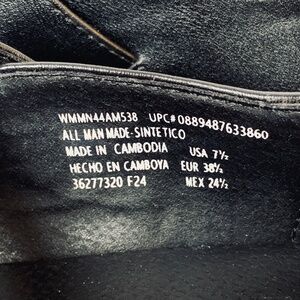 WMMN44AM538 UPC# 0889487633860
ALL MAN MADE-SINTETICO
MADE IN CAMBODIA USA 7½
HECHO EN CAMBOYA EUR 38½
36277320 F24 MEX 24½